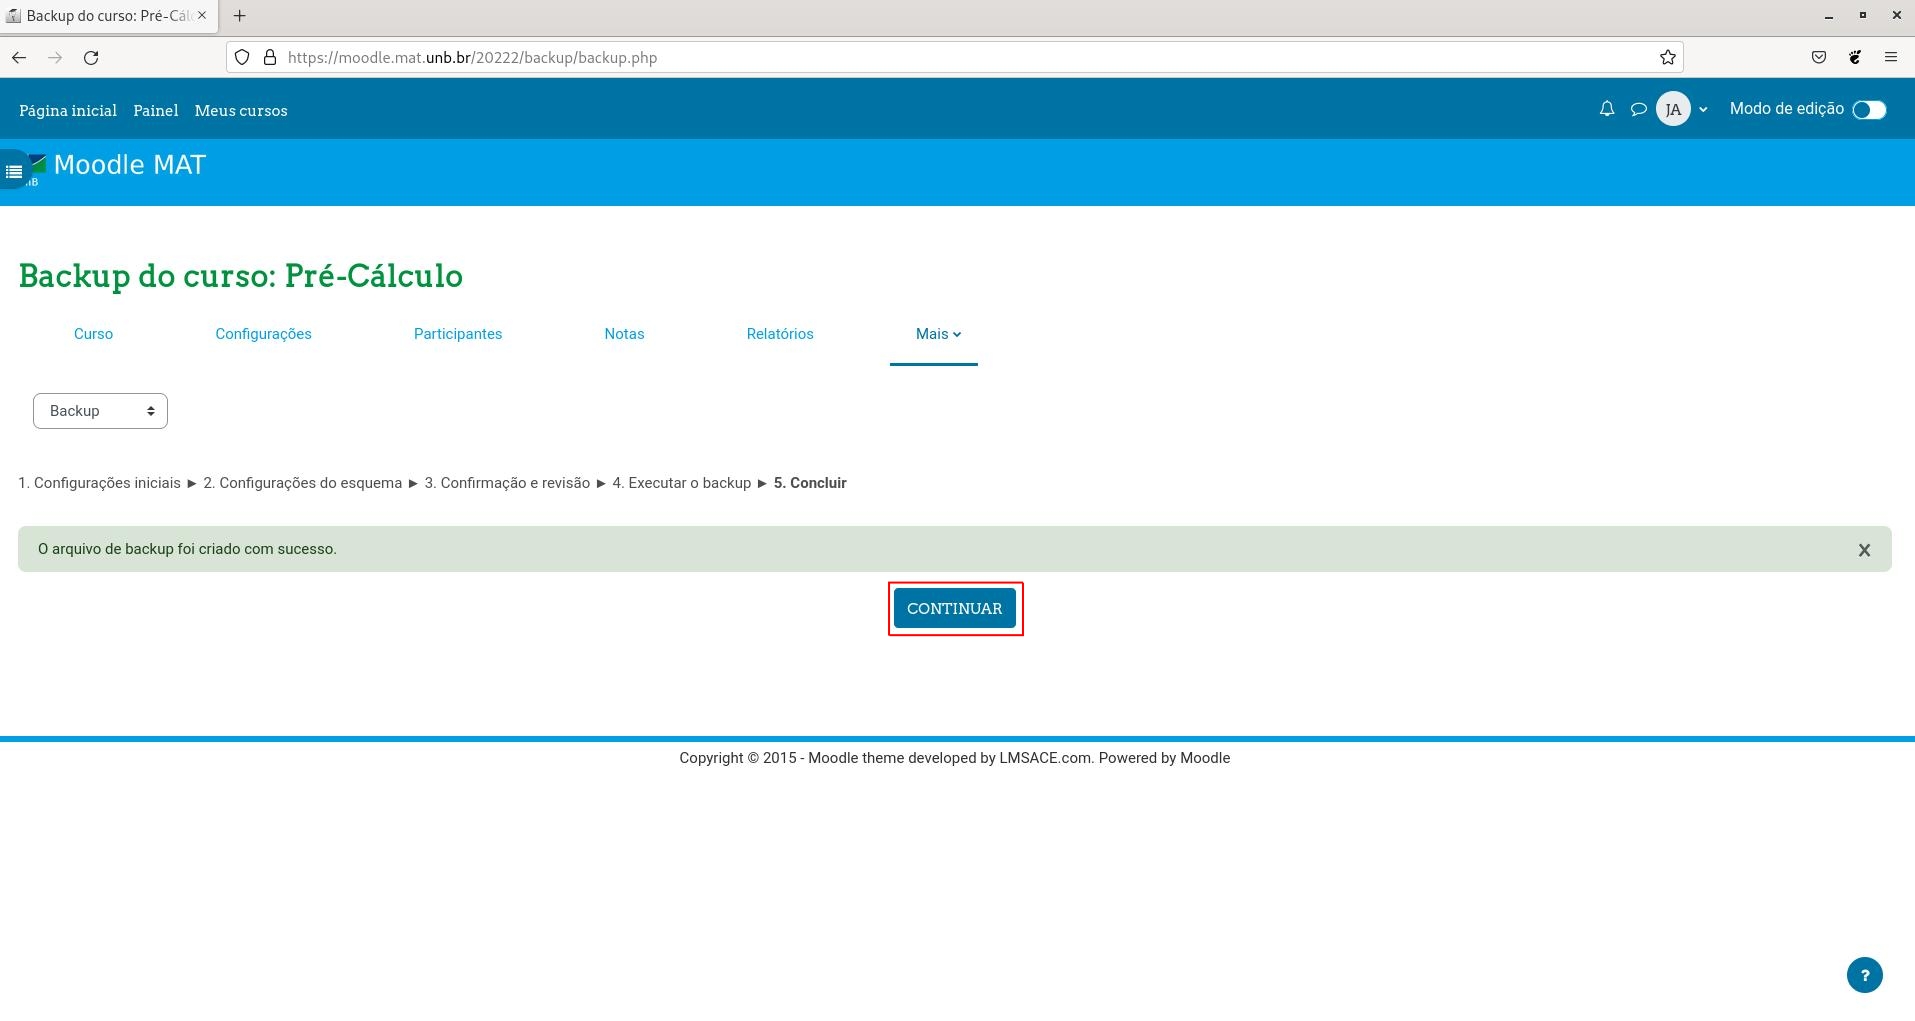 Backup do curso: Pré-Cál
https://moodle.mat.unb.br/20222/backup/backup.php
Página inicial Painel Meus cursos
JA Modo de edição
Moodle MAT
Backup do curso: Pré-Cálculo
Curso Configurações Participantes Notas Relatórios Mais
Backup
1. Configurações iniciais ► 2. Configurações do esquema ► 3. Confirmação e revisão ► 4. Executar o backup ► 5. Concluir
O arquivo de backup foi criado com sucesso.
CONTINUAR
Copyright © 2015 - Moodle theme developed by LMSACE.com. Powered by Moodle
?